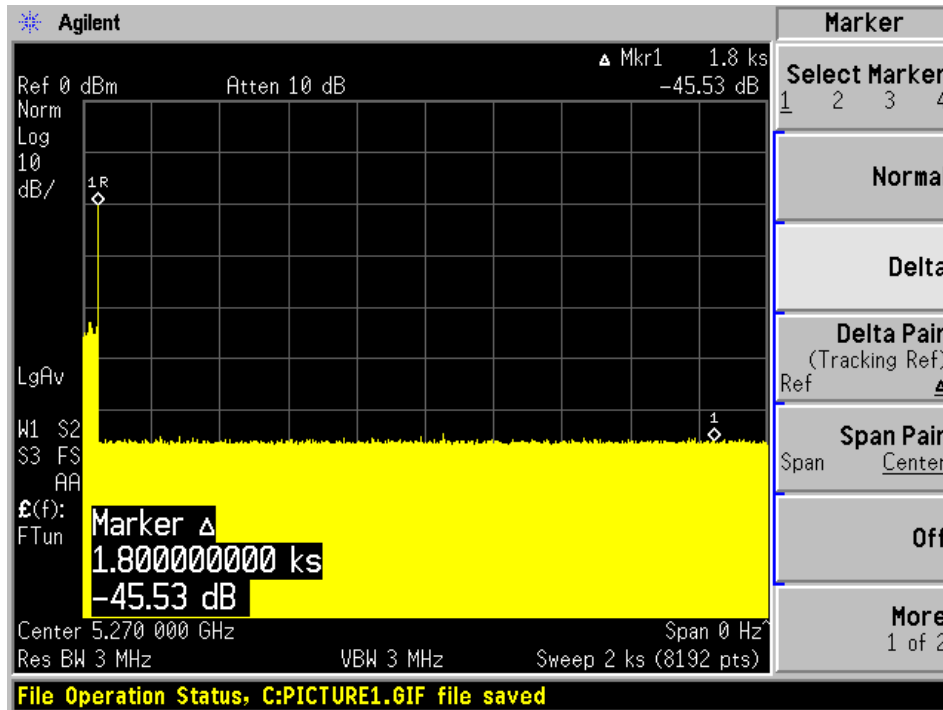 Agilent
Marker
Δ Mkr1 1.8 ks
Ref 0 dBm Atten 10 dB -45.53 dB
Norm
Log
10
dB/
1R
LgAv
1
W1 S2
S3 FS
AA
£(f):
FTun
Marker Δ
1.800000000 ks
-45.53 dB
Center 5.270 000 GHz Span 0 Hz^
Res BW 3 MHz VBW 3 MHz Sweep 2 ks (8192 pts)
File Operation Status, C:PICTURE1.GIF file saved
Select Marker
1 2 3 4
Norma
Delta
Delta Pair
(Tracking Ref)
Ref Δ
Span Pair
Span Center
Off
More
1 of 2